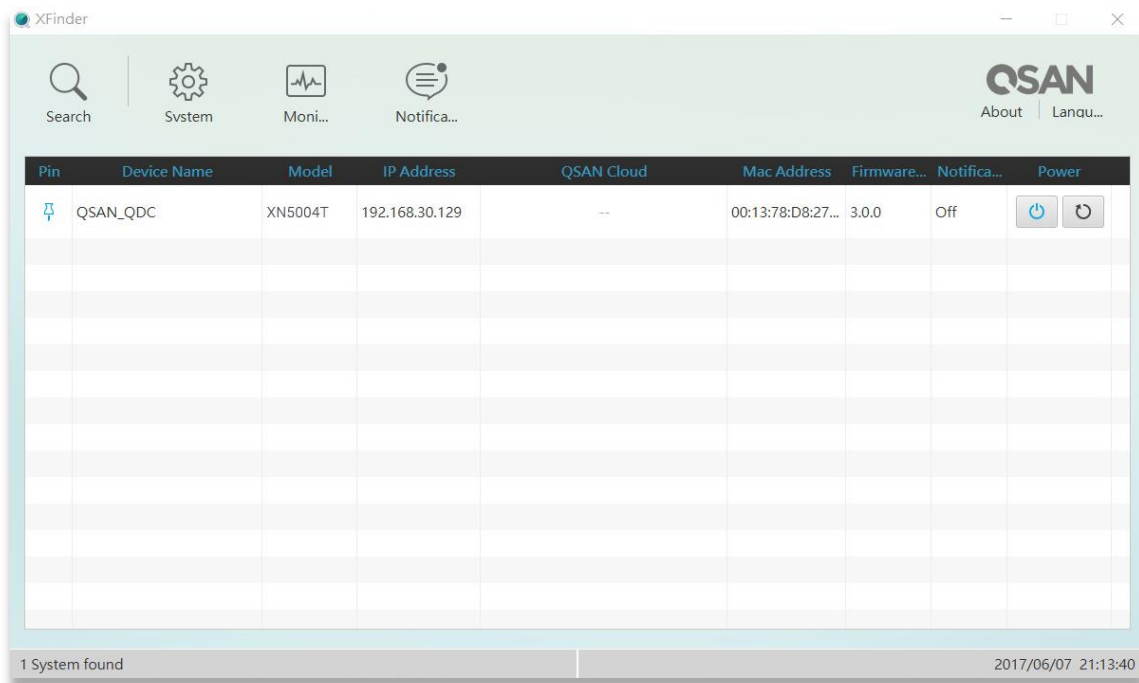 XFinder
Search System Moni... Notifica...
QSAN
About Langu...
Pin Device Name Model IP Address QSAN Cloud Mac Address Firmware... Notifica... Power
QSAN_QDC XN5004T 192.168.30.129 -- 00:13:78:D8:27... 3.0.0 Off
1 System found 2017/06/07 21:13:40